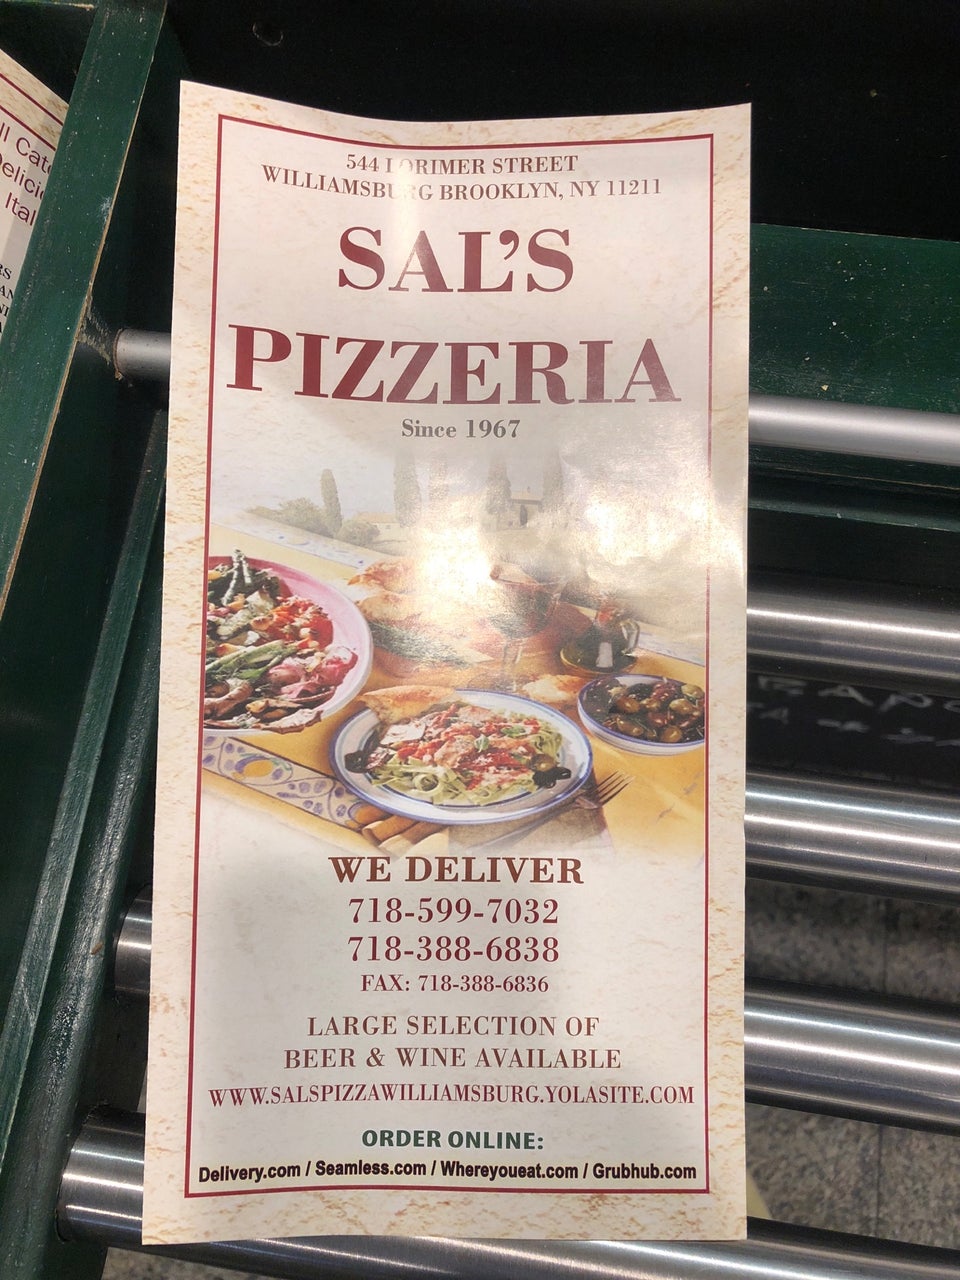 544 LORIMER STREET
WILLIAMSBURG BROOKLYN, NY 11211
SAL'S
PIZZERIA
Since 1967
WE DELIVER
718-599-7032
718-388-6838
FAX: 718-388-6836
LARGE SELECTION OF
BEER & WINE AVAILABLE
WWW.SALSPIZZAWILLIAMSBURG.YOLASITE.COM
ORDER ONLINE:
Delivery.com / Seamless.com / Whereyoueat.com / Grubhub.com